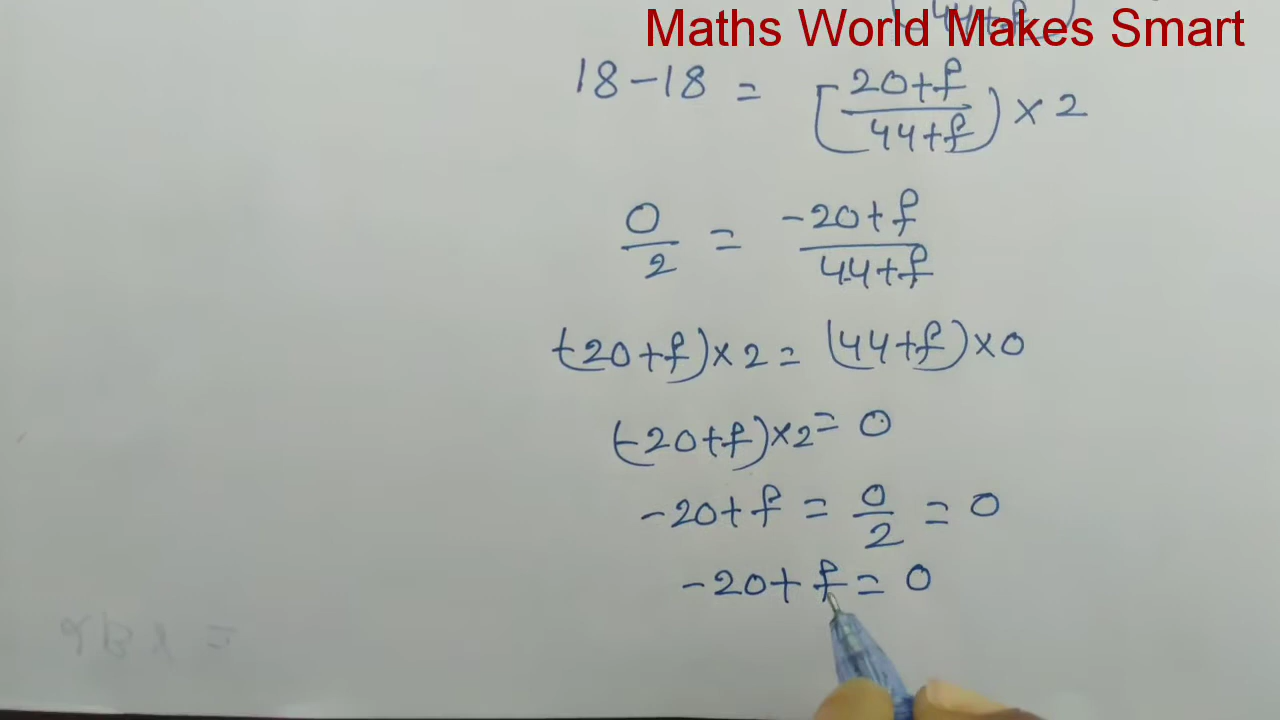 Maths World Makes Smart
44+f
18-18 = [20+f/44+f) × 2
0/2 = -20+f/44+f
(-20+f)×2 = (44+f)×0
(-20+f)×2 = 0
-20+f = 0/2 = 0
-20+f = 0